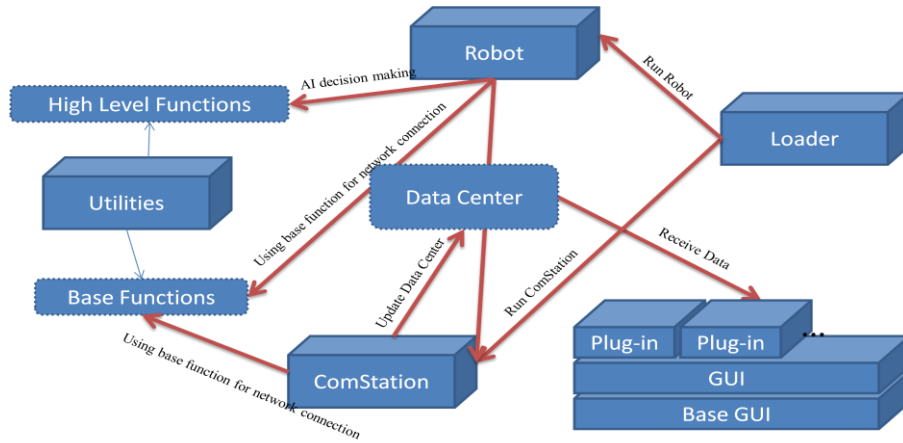 Robot
AI decision making
Run Robot
High Level Functions
Loader
Utilities
Using base function for network connection
Data Center
Receive Data
Update Data Center
Run ComStation
Base Functions
Plug-in
Plug-in
...
Using base function for network connection
ComStation
GUI
Base GUI